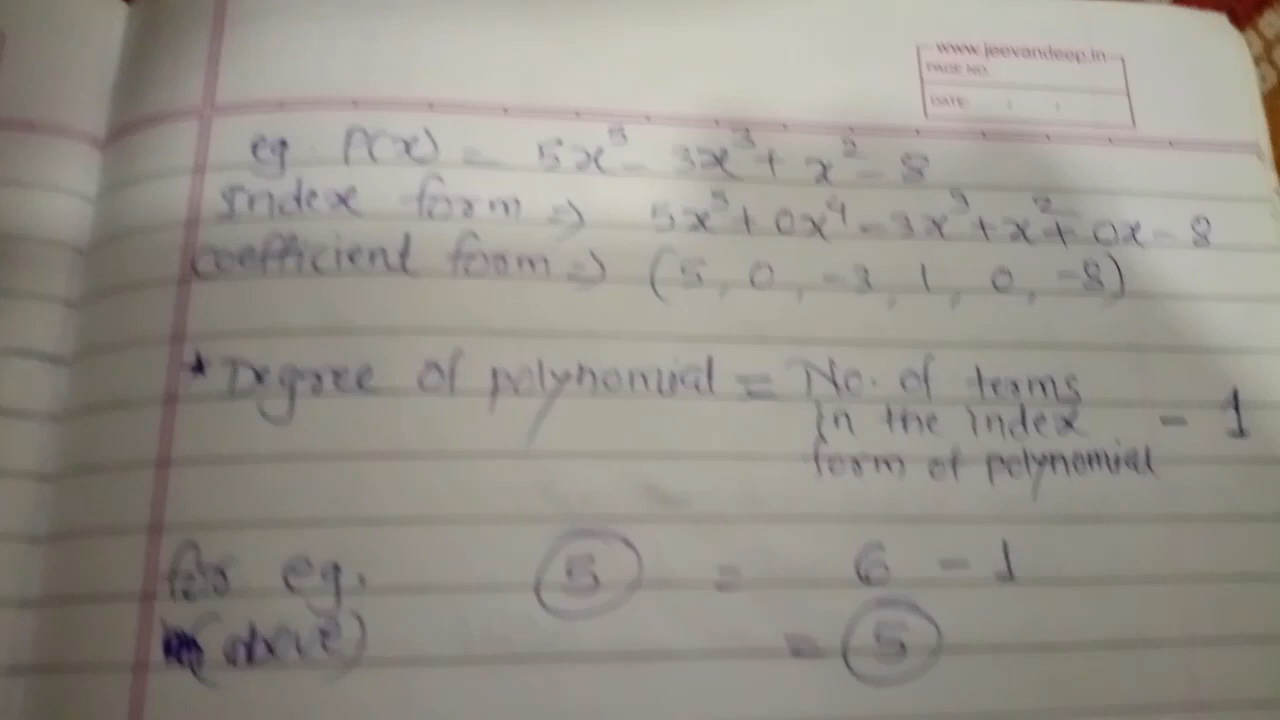 www.jeevandeep.in
PAGE NO.
DATE: / /
eg. P(x) = 5x⁵ - 3x³ + x² - 8
Index form ⇒ 5x⁵ + 0x⁴ - 3x³ + x² + 0x - 8
coefficient form ⇒ (5, 0, -3, 1, 0, -8)
* Degree of polynomial = No. of terms
in the index - 1
form of polynomial
for eg. 5 = 6 - 1
(above) = 5